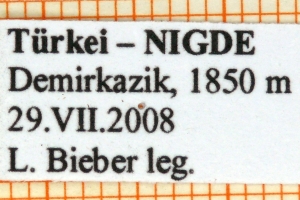 Türkei – NIGDE
Demirkazik, 1850 m
29.VII.2008
L. Bieber leg.